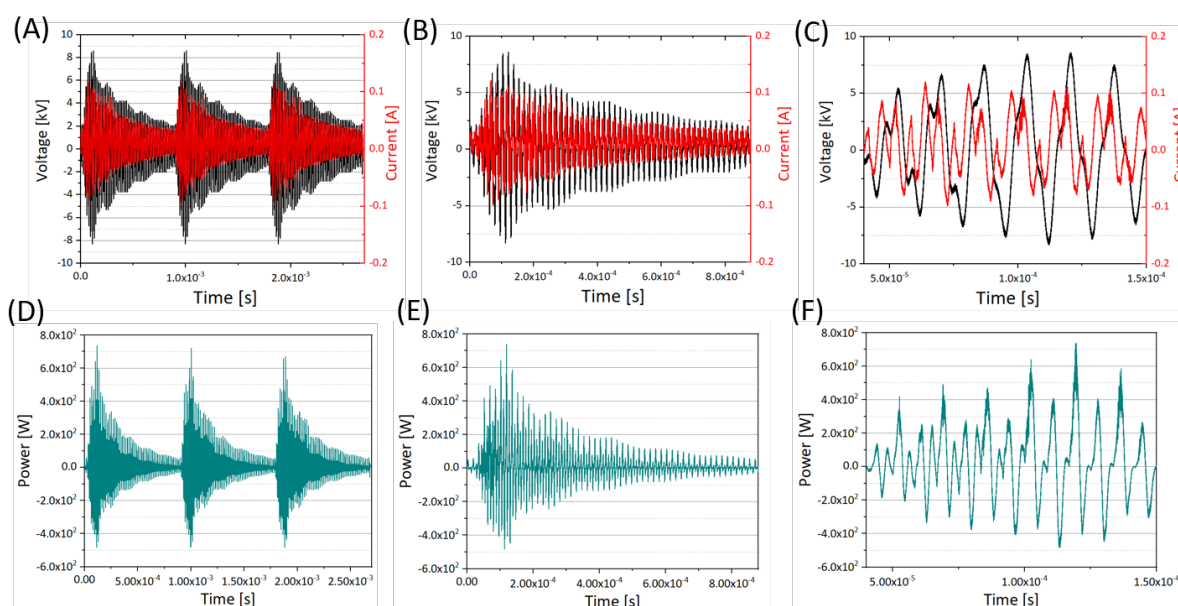 (A)
10
8
6
4
2
0
-2
-4
-6
-8
-10
Voltage [kV]
0.2
0.1
0.0
-0.1
-0.2
Current [A]
0.0
1.0x10⁻³
2.0x10⁻³
Time [s]
(B)
10
5
0
-5
-10
Voltage [kV]
0.2
0.1
0.0
-0.1
-0.2
Current [A]
0.0
2.0x10⁻⁴
4.0x10⁻⁴
6.0x10⁻⁴
8.0x10⁻⁴
Time [s]
(C)
10
5
0
-5
-10
Voltage [kV]
0.2
0.1
0.0
-0.1
-0.2
Current [A]
5.0x10⁻⁵
1.0x10⁻⁴
1.5x10⁻⁴
Time [s]
(D)
8.0x10²
6.0x10²
4.0x10²
2.0x10²
0.0
-2.0x10²
-4.0x10²
-6.0x10²
Power [W]
0.00
5.00x10⁻⁴
1.00x10⁻³
1.50x10⁻³
2.00x10⁻³
2.50x10⁻³
Time [s]
(E)
8.0x10²
6.0x10²
4.0x10²
2.0x10²
0.0
-2.0x10²
-4.0x10²
-6.0x10²
Power [W]
0.00
2.00x10⁻⁴
4.00x10⁻⁴
6.00x10⁻⁴
8.00x10⁻⁴
Time [s]
(F)
8.0x10²
6.0x10²
4.0x10²
2.0x10²
0.0
-2.0x10²
-4.0x10²
-6.0x10²
Power [W]
5.00x10⁻⁵
1.00x10⁻⁴
1.50x10⁻⁴
Time [s]